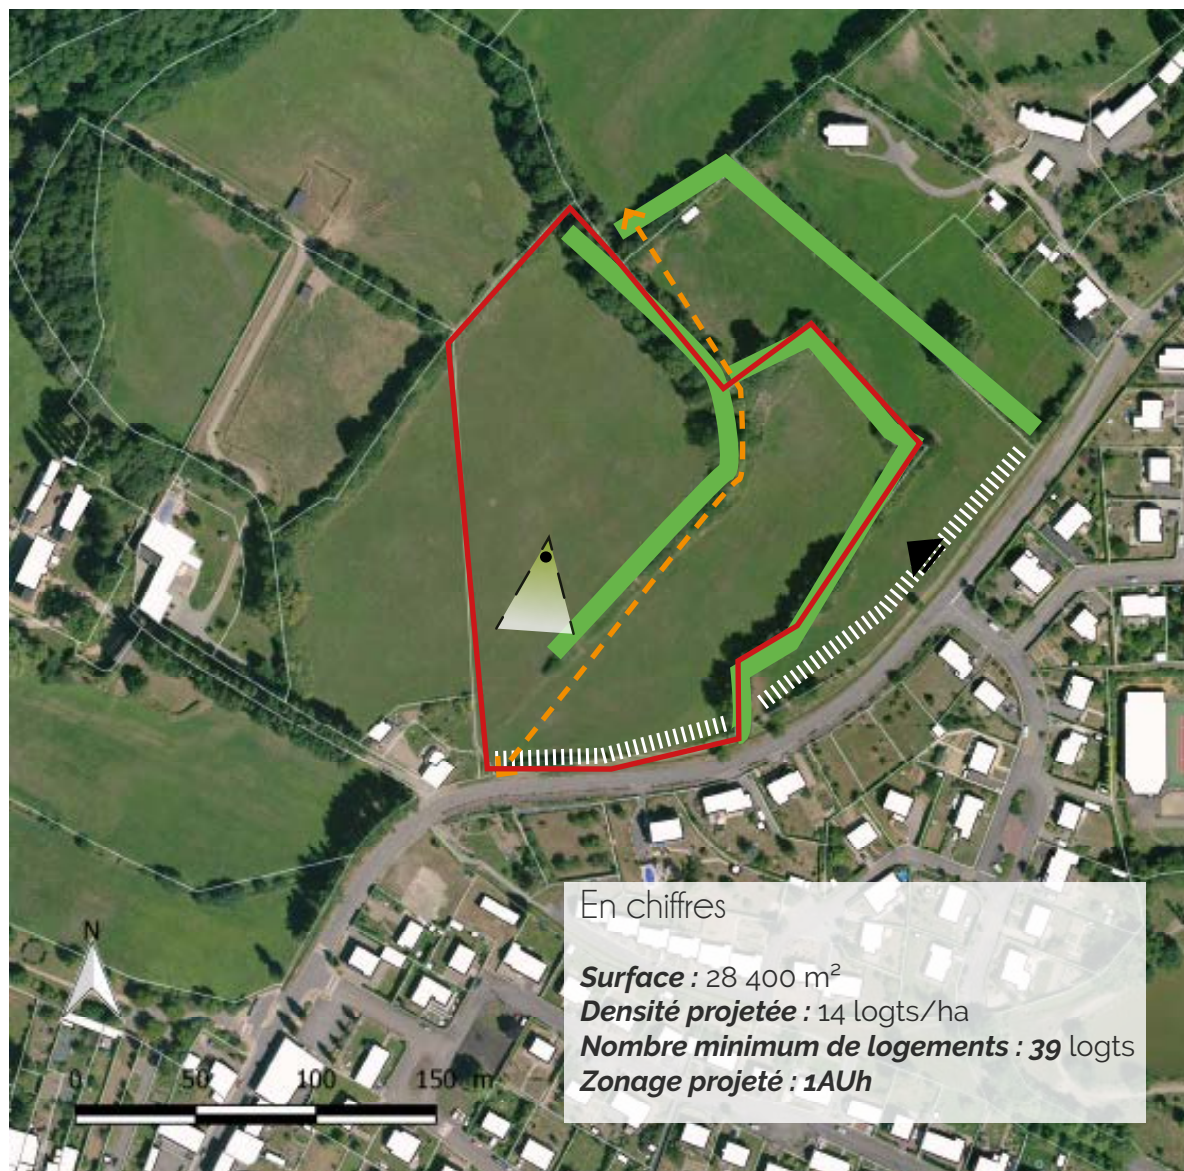 N
0 50 100 150 m
En chiffres
Surface : 28 400 m²
Densité projetée : 14 logts/ha
Nombre minimum de logements : 39 logts
Zonage projeté : 1AUh